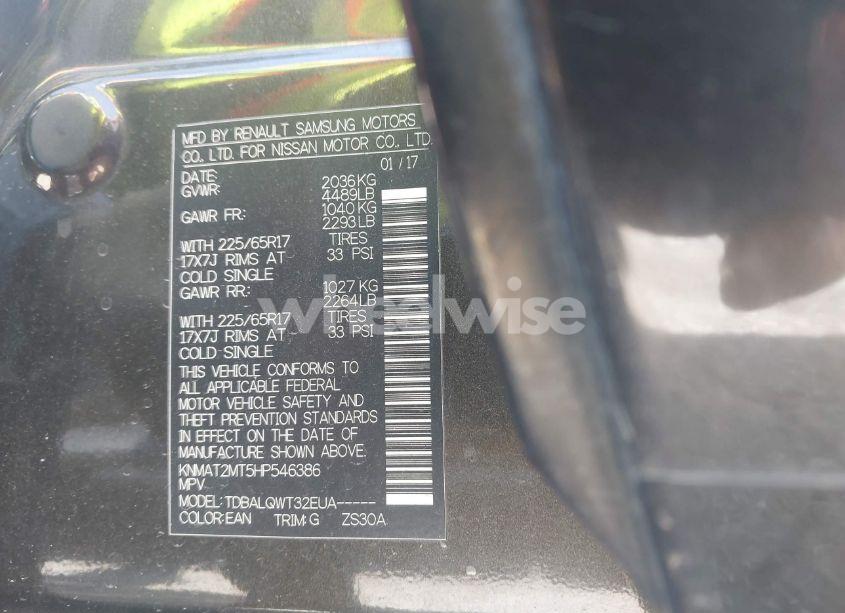 MFD BY RENAULT SAMSUNG MOTORS
CO., LTD. FOR NISSAN MOTOR CO., LTD.
DATE: 01 / 17
GVWR: 2036 KG
4489LB
GAWR FR: 1040 KG
2293 LB
WITH 225/65R17 TIRES
17X7J RIMS AT 33 PSI
COLD SINGLE
GAWR RR: 1027 KG
2264 LB
WITH 225/65R17 TIRES
17X7J RIMS AT 33 PSI
COLD SINGLE
THIS VEHICLE CONFORMS TO
ALL APPLICABLE FEDERAL
MOTOR VEHICLE SAFETY AND
THEFT PREVENTION STANDARDS
IN EFFECT ON THE DATE OF
MANUFACTURE SHOWN ABOVE.
KNMAT2MT5HP546386
MPV
MODEL: TDBALQWT32EUA-----
COLOR: EAN TRIM: G ZS30A
wheelwise